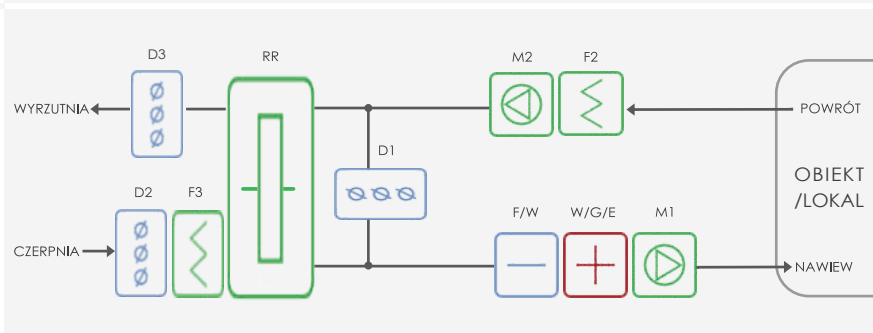 D3
RR
M2
F2
WYRZUTNIA
POWRÓT
D1
OBIEKT
/LOKAL
D2
F3
F/W
W/G/E
M1
CZERPNIA
NAWIEW